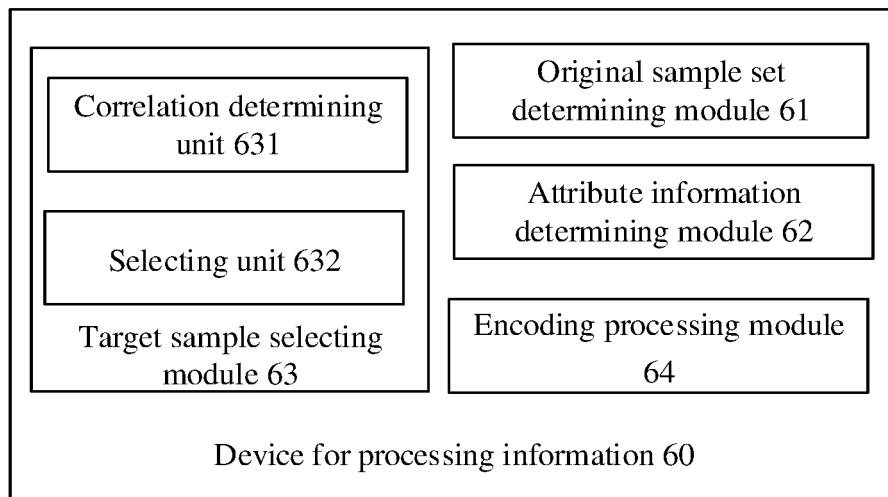 Correlation determining
unit 631
Selecting unit 632
Target sample selecting
module 63
Original sample set
determining module 61
Attribute information
determining module 62
Encoding processing module
64
Device for processing information 60